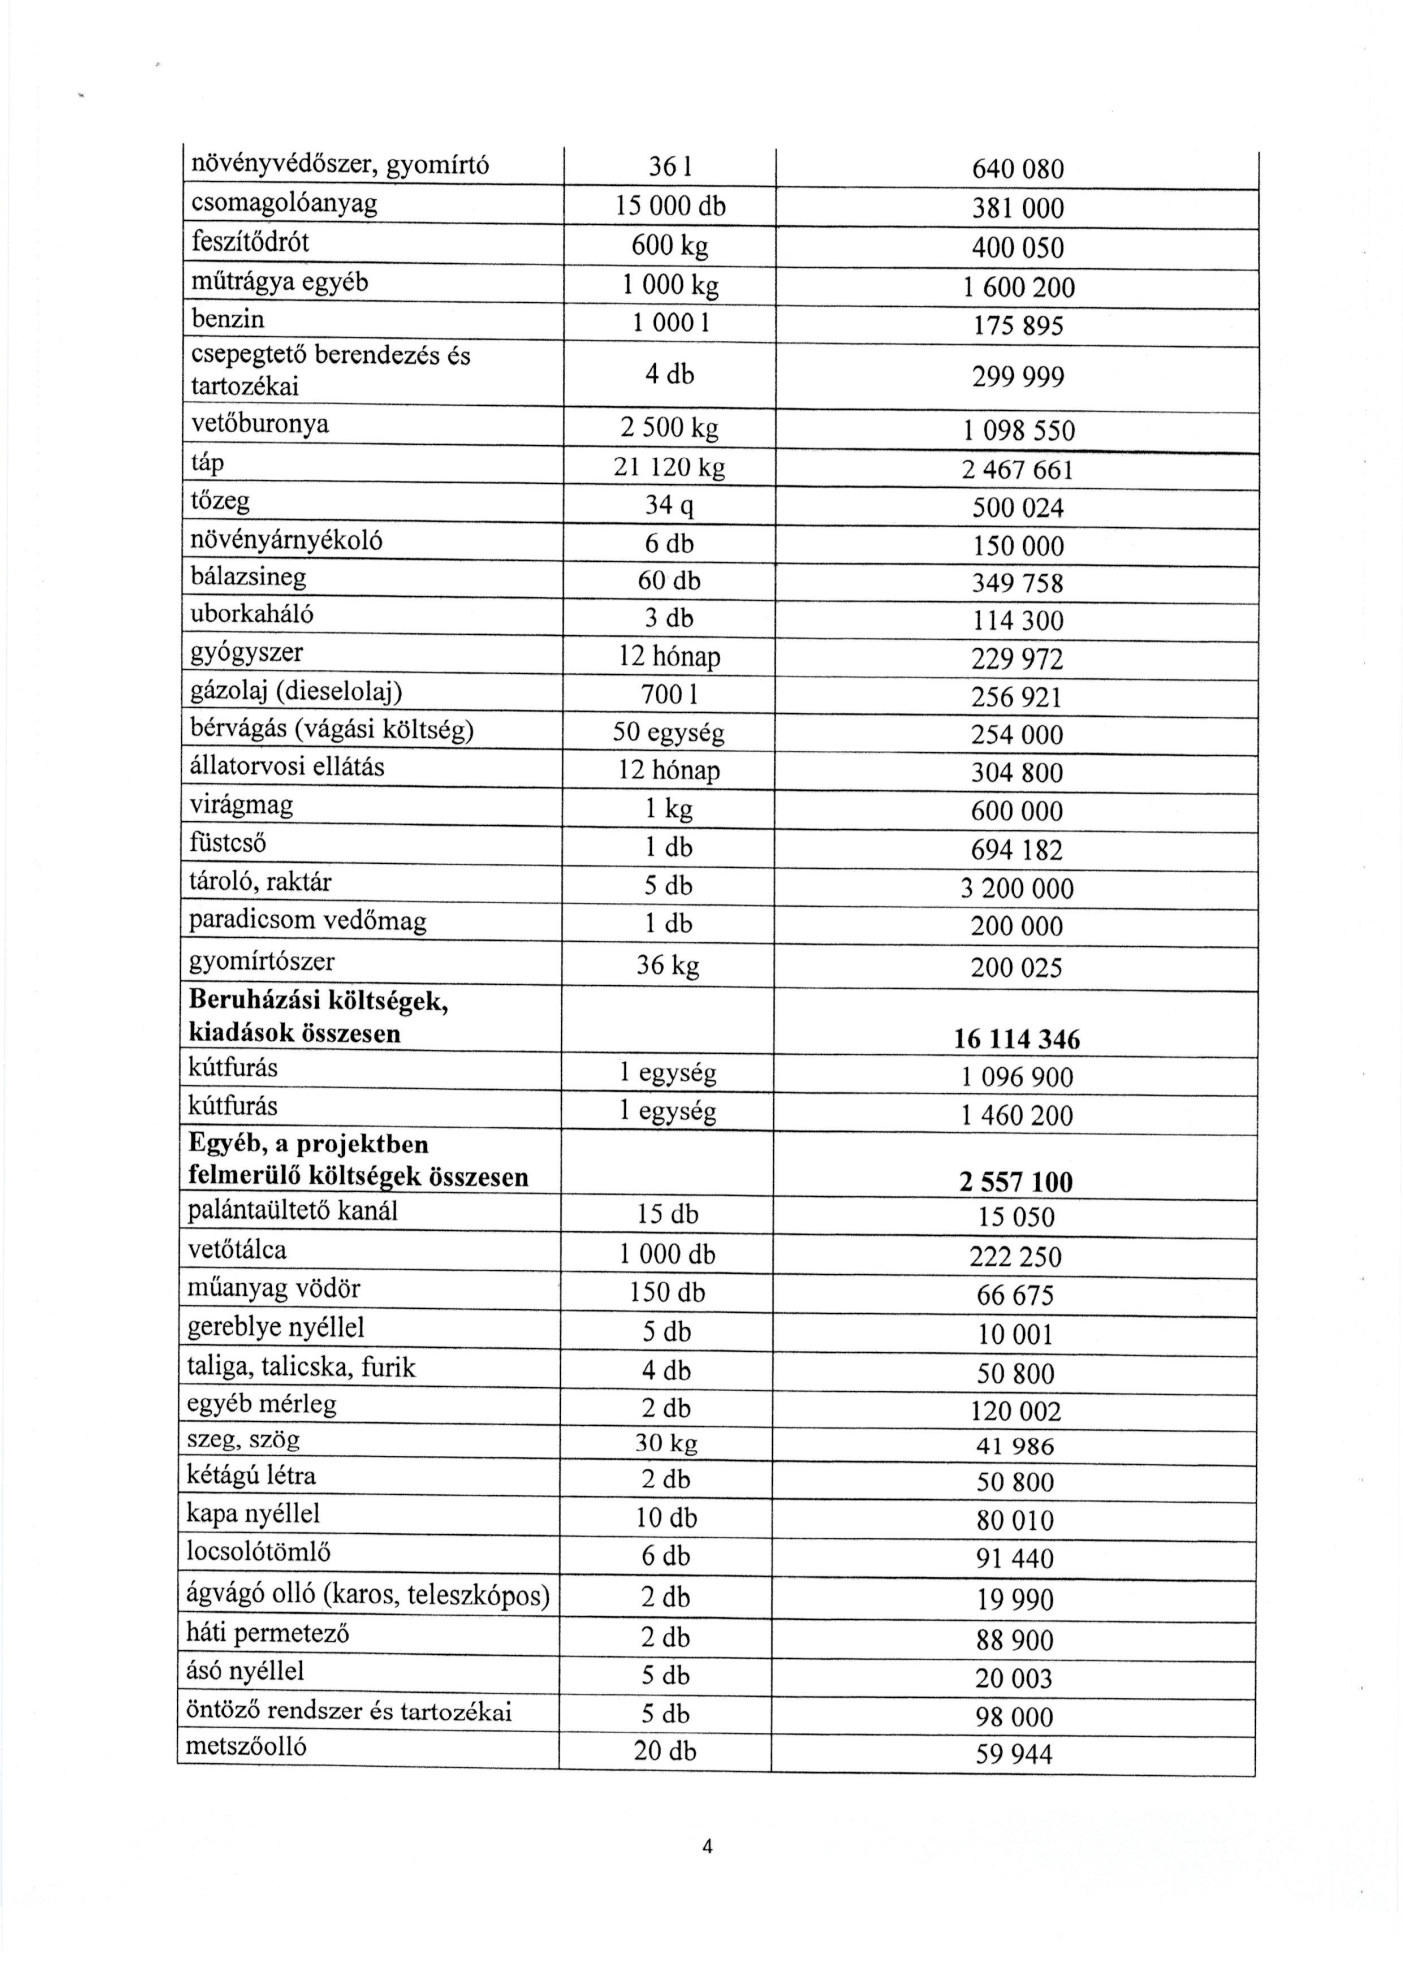 növényvédőszer, gyomírtó 36 l 640 080
csomagolóanyag 15 000 db 381 000
feszítődrót 600 kg 400 050
műtrágya egyéb 1 000 kg 1 600 200
benzin 1 000 l 175 895
csepegtető berendezés és
tartozékai 4 db 299 999
vetőburonya 2 500 kg 1 098 550
táp 21 120 kg 2 467 661
tőzeg 34 q 500 024
növényárnyékoló 6 db 150 000
bálazsineg 60 db 349 758
uborkaháló 3 db 114 300
gyógyszer 12 hónap 229 972
gázolaj (dieselolaj) 700 l 256 921
bérvágás (vágási költség) 50 egység 254 000
állatorvosi ellátás 12 hónap 304 800
virágmag 1 kg 600 000
füstcső 1 db 694 182
tároló, raktár 5 db 3 200 000
paradicsom vedőmag 1 db 200 000
gyomírtószer 36 kg 200 025
Beruházási költségek,
kiadások összesen 16 114 346
kútfurás 1 egység 1 096 900
kútfurás 1 egység 1 460 200
Egyéb, a projektben
felmerülő költségek összesen 2 557 100
palántaültető kanál 15 db 15 050
vetőtálca 1 000 db 222 250
műanyag vödör 150 db 66 675
gereblye nyéllel 5 db 10 001
taliga, talicska, furik 4 db 50 800
egyéb mérleg 2 db 120 002
szeg, szög 30 kg 41 986
kétágú létra 2 db 50 800
kapa nyéllel 10 db 80 010
locsolótömlő 6 db 91 440
ágvágó olló (karos, teleszkópos) 2 db 19 990
háti permetező 2 db 88 900
ásó nyéllel 5 db 20 003
öntöző rendszer és tartozékai 5 db 98 000
metszőolló 20 db 59 944
4